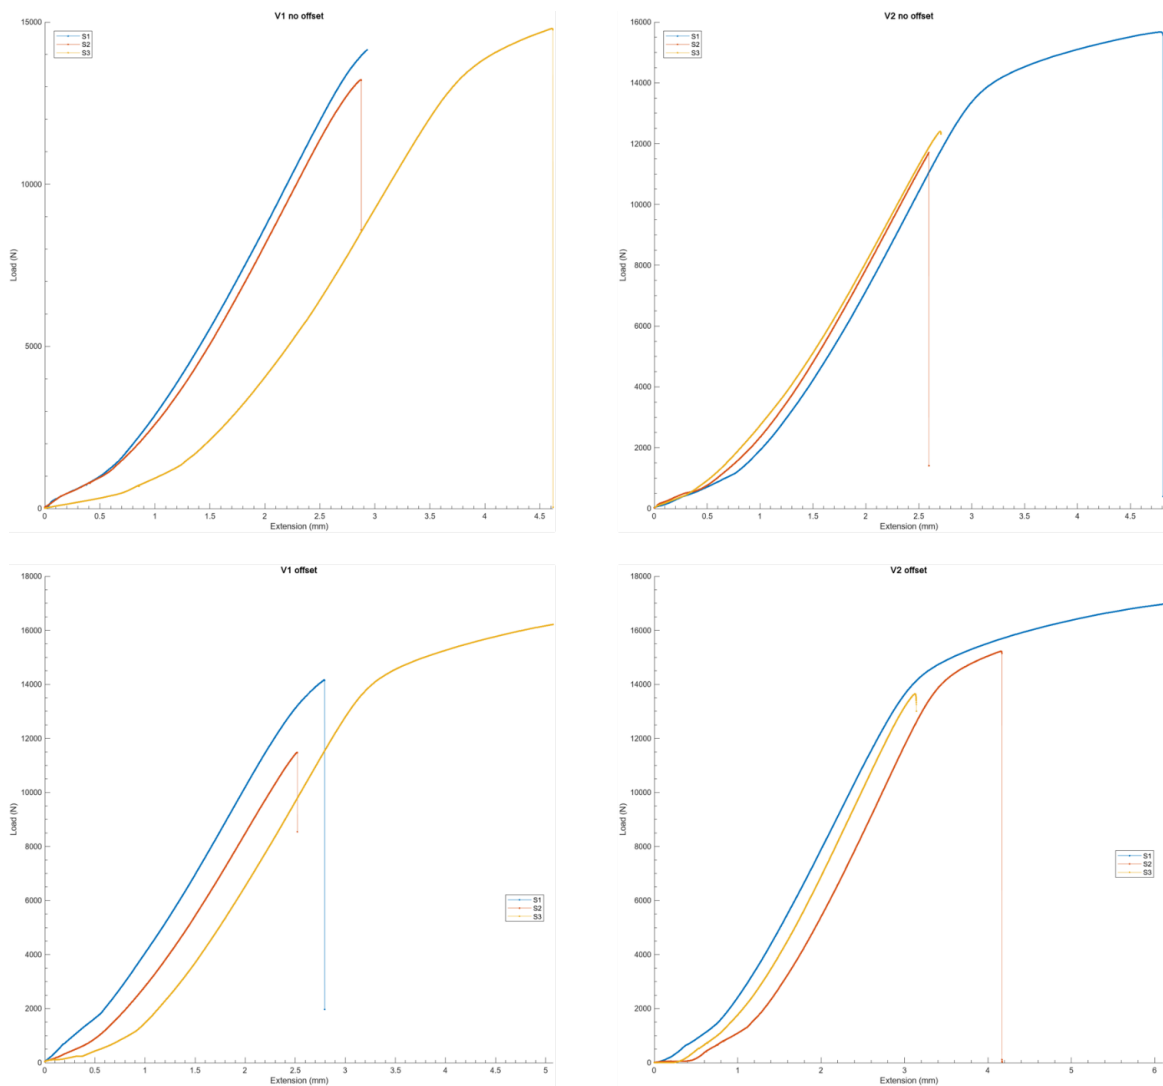 V1 no offset
15000
10000
5000
0
Load (N)
S1
S2
S3
0 0.5 1 1.5 2 2.5 3 3.5 4 4.5
Extension (mm)
V2 no offset
16000
14000
12000
10000
8000
6000
4000
2000
0
Load (N)
S1
S2
S3
0 0.5 1 1.5 2 2.5 3 3.5 4 4.5
Extension (mm)
V1 offset
18000
16000
14000
12000
10000
8000
6000
4000
2000
0
Load (N)
S1
S2
S3
0 0.5 1 1.5 2 2.5 3 3.5 4 4.5 5
Extension (mm)
V2 offset
18000
16000
14000
12000
10000
8000
6000
4000
2000
0
Load (N)
S1
S2
S3
0 1 2 3 4 5 6
Extension (mm)